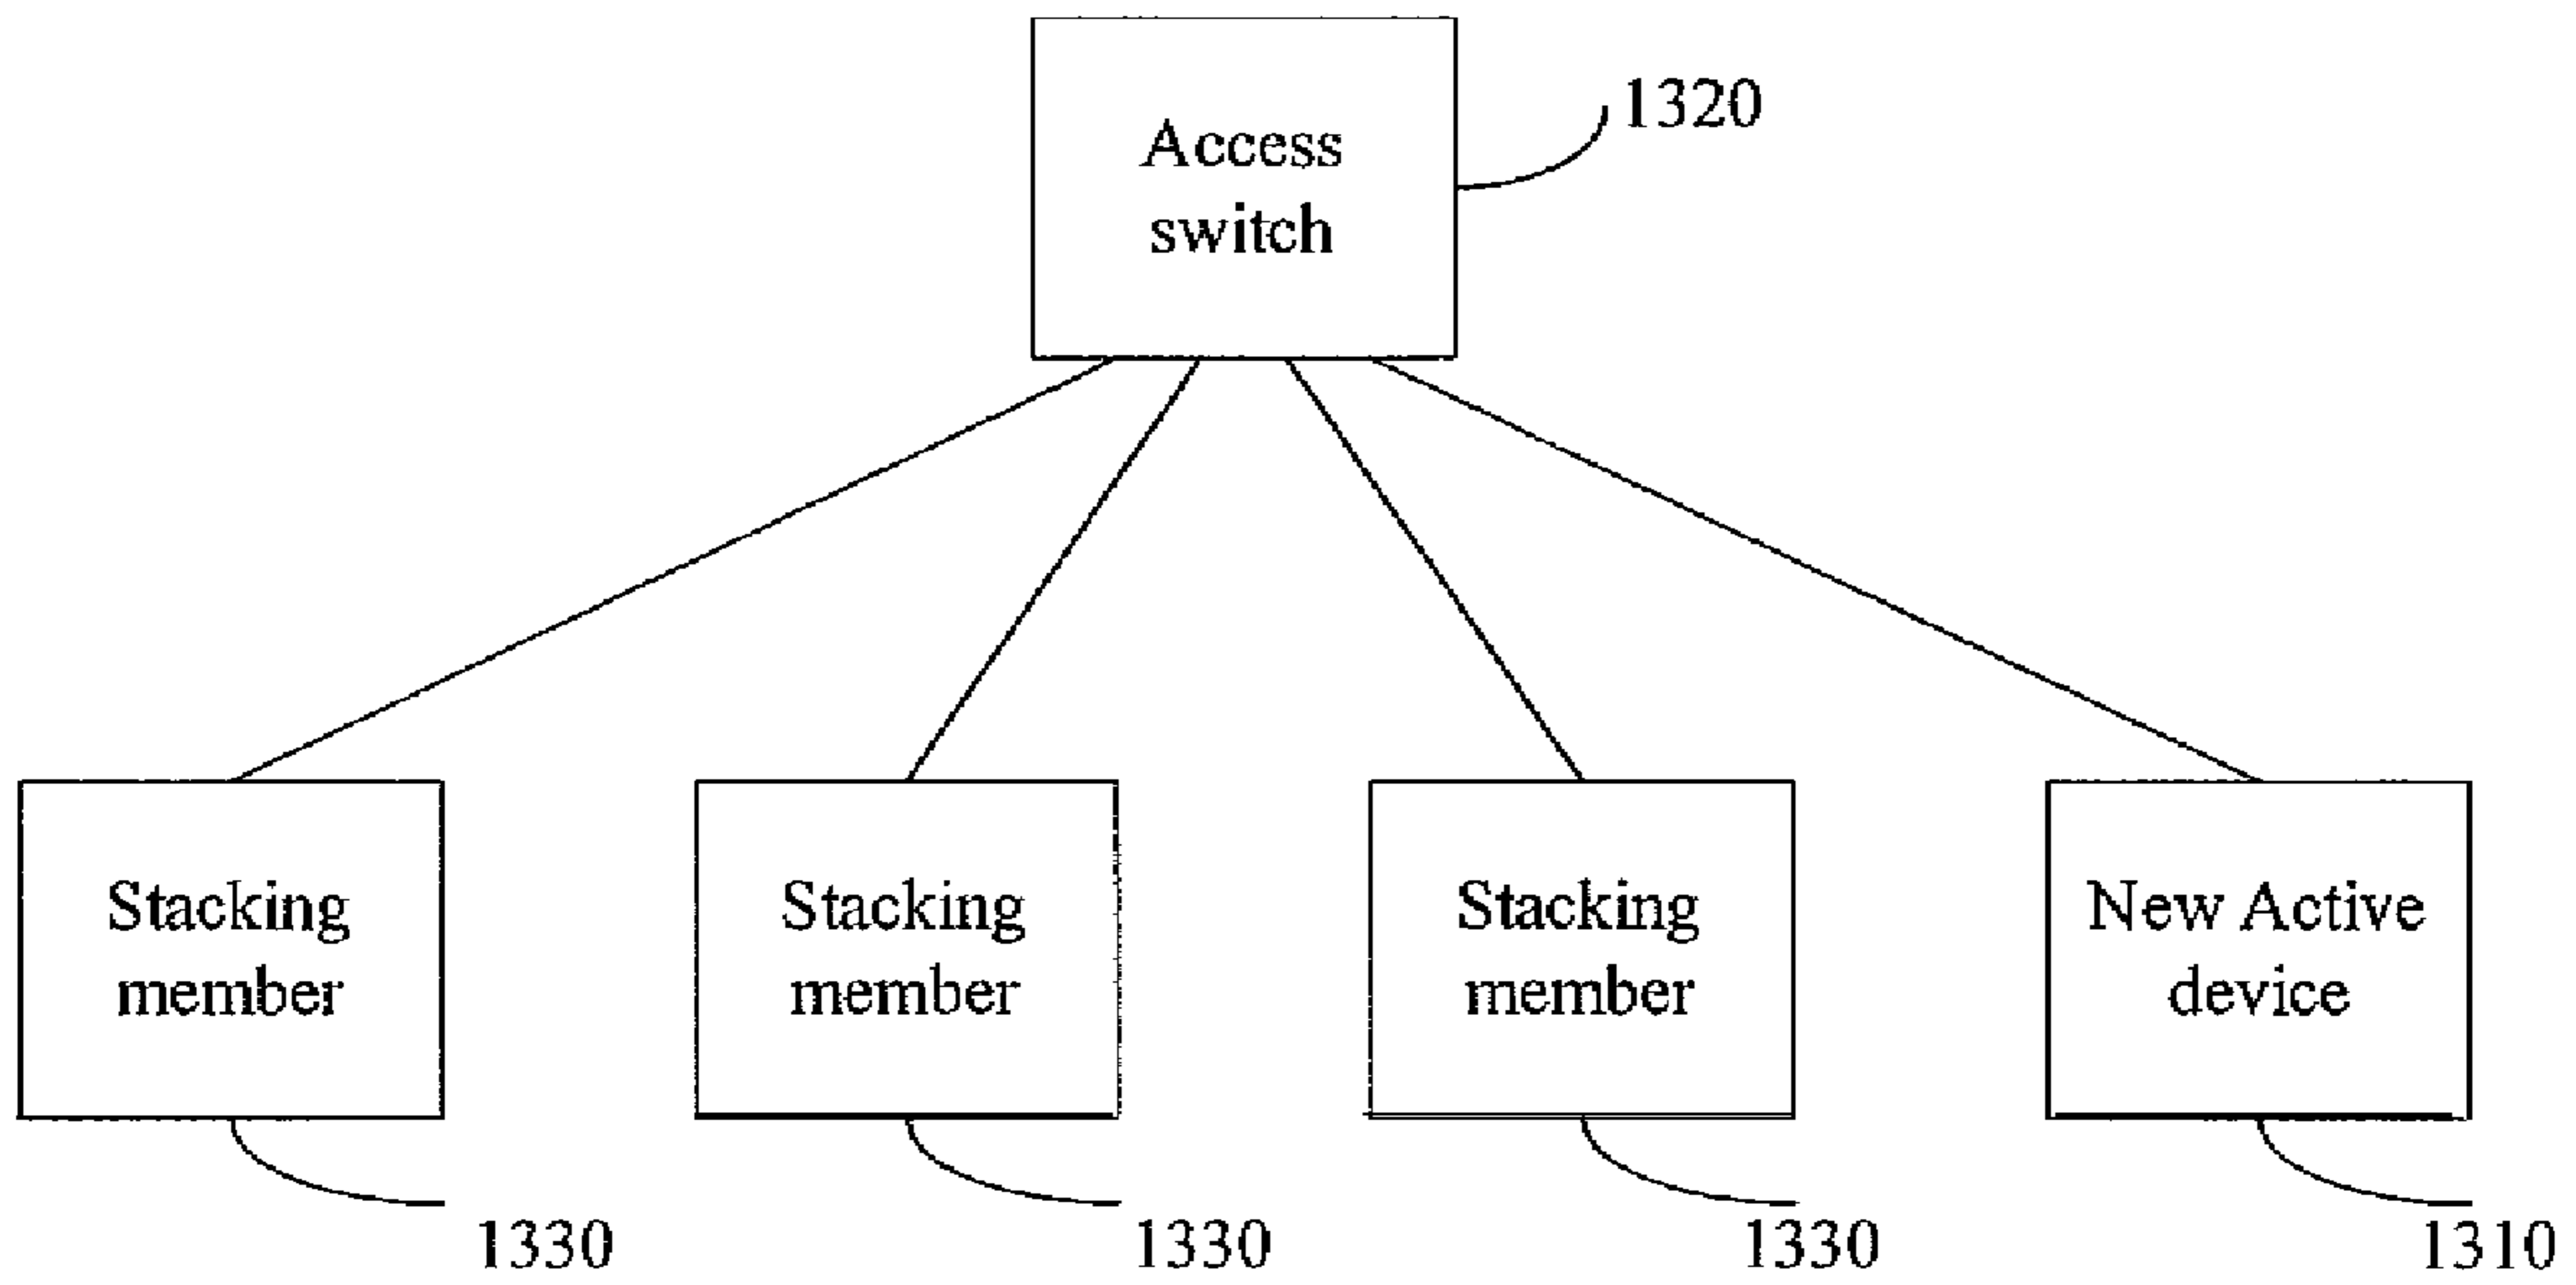 Access
switch
1320
Stacking
member
Stacking
member
Stacking
member
New Active
device
1330
1330
1330
1310